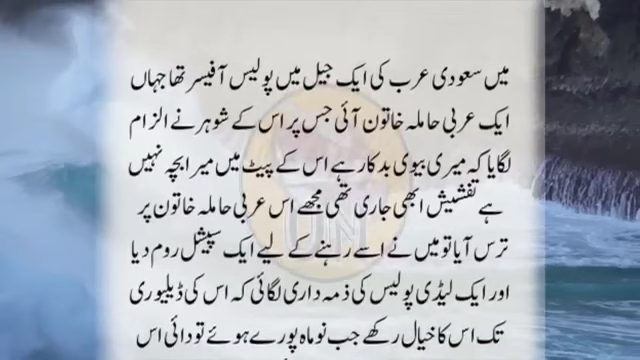 میں سعودی عرب کی ایک جیل میں پولیس آفیسر تھا جہاں
ایک عربی حاملہ خاتون آئی جس پر اس کے شوہر نے الزام
لگایا کہ میری بیوی بدکار ہے اس کے پیٹ میں میرا بچہ نہیں
ہے تفشیش ابھی جاری تھی مجھے اس عربی حاملہ خاتون پر
ترس آیا تو میں نے اسے رہنے کے لیے ایک سپیشل روم دیا
اور ایک لیڈی پولیس کی ذمہ داری لگائی کہ اس کی ڈیلیوری
تک اس کا خیال رکھے جب نو ماہ پورے ہوئے تو دائی اس